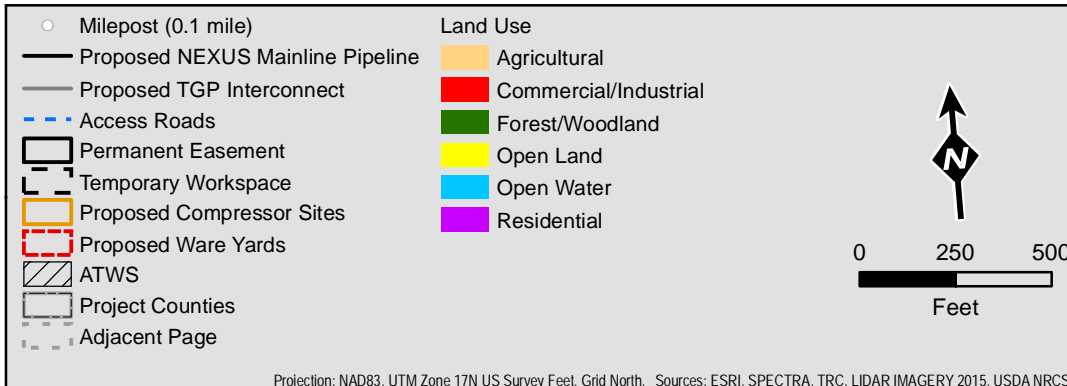 Milepost (0.1 mile)
Proposed NEXUS Mainline Pipeline
Proposed TGP Interconnect
Access Roads
Permanent Easement
Temporary Workspace
Proposed Compressor Sites
Proposed Ware Yards
ATWS
Project Counties
Adjacent Page
Land Use
Agricultural
Commercial/Industrial
Forest/Woodland
Open Land
Open Water
Residential
N
0 250 500
Feet
Projection: NAD83, UTM Zone 17N US Survey Feet, Grid North. Sources: ESRI, SPECTRA, TRC, LIDAR IMAGERY 2015, USDA NRCS